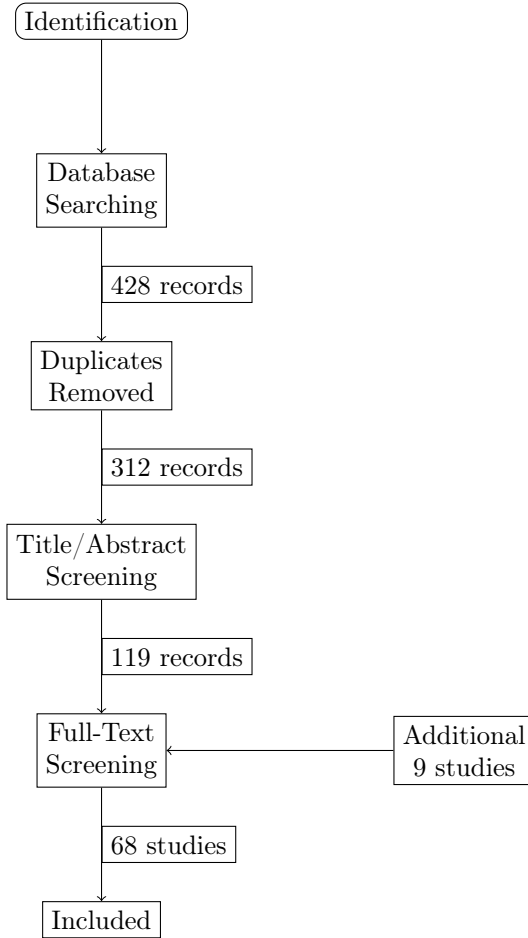 Identification
Database
Searching
428 records
Duplicates
Removed
312 records
Title/Abstract
Screening
119 records
Full-Text
Screening
Additional
9 studies
68 studies
Included